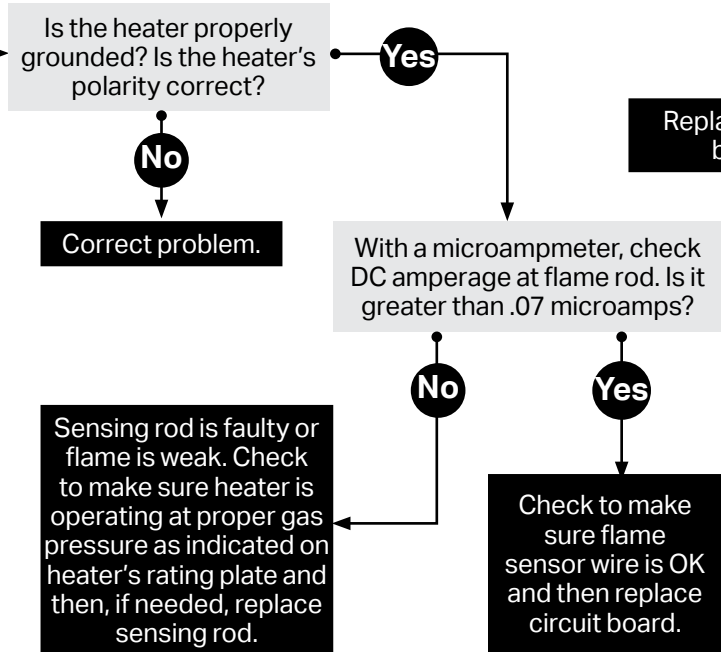 Is the heater properly
grounded? Is the heater's
polarity correct?
Yes
No
Correct problem.
With a microampmeter, check
DC amperage at flame rod. Is it
greater than .07 microamps?
No
Yes
Sensing rod is faulty or
flame is weak. Check
to make sure heater is
operating at proper gas
pressure as indicated on
heater's rating plate and
then, if needed, replace
sensing rod.
Check to make
sure flame
sensor wire is OK
and then replace
circuit board.